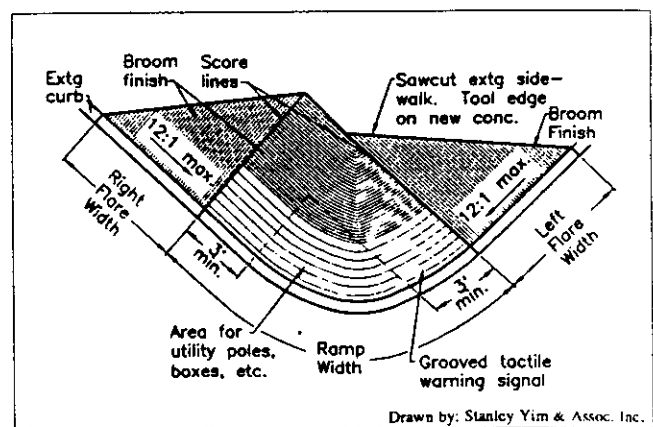 Extg
curb
Broom
finish
Score
lines
Sawcut extg side-
walk. Tool edge
on new conc.
Broom
Finish
12:1 max.
12:1 max.
Right
Flare
Width
3'
min.
Left
Flare
Width
3'
min.
Area for
utility poles,
boxes, etc.
Ramp
Width
Grooved tactile
warning signal
Drawn by: Stanley Yim & Assoc. Inc.